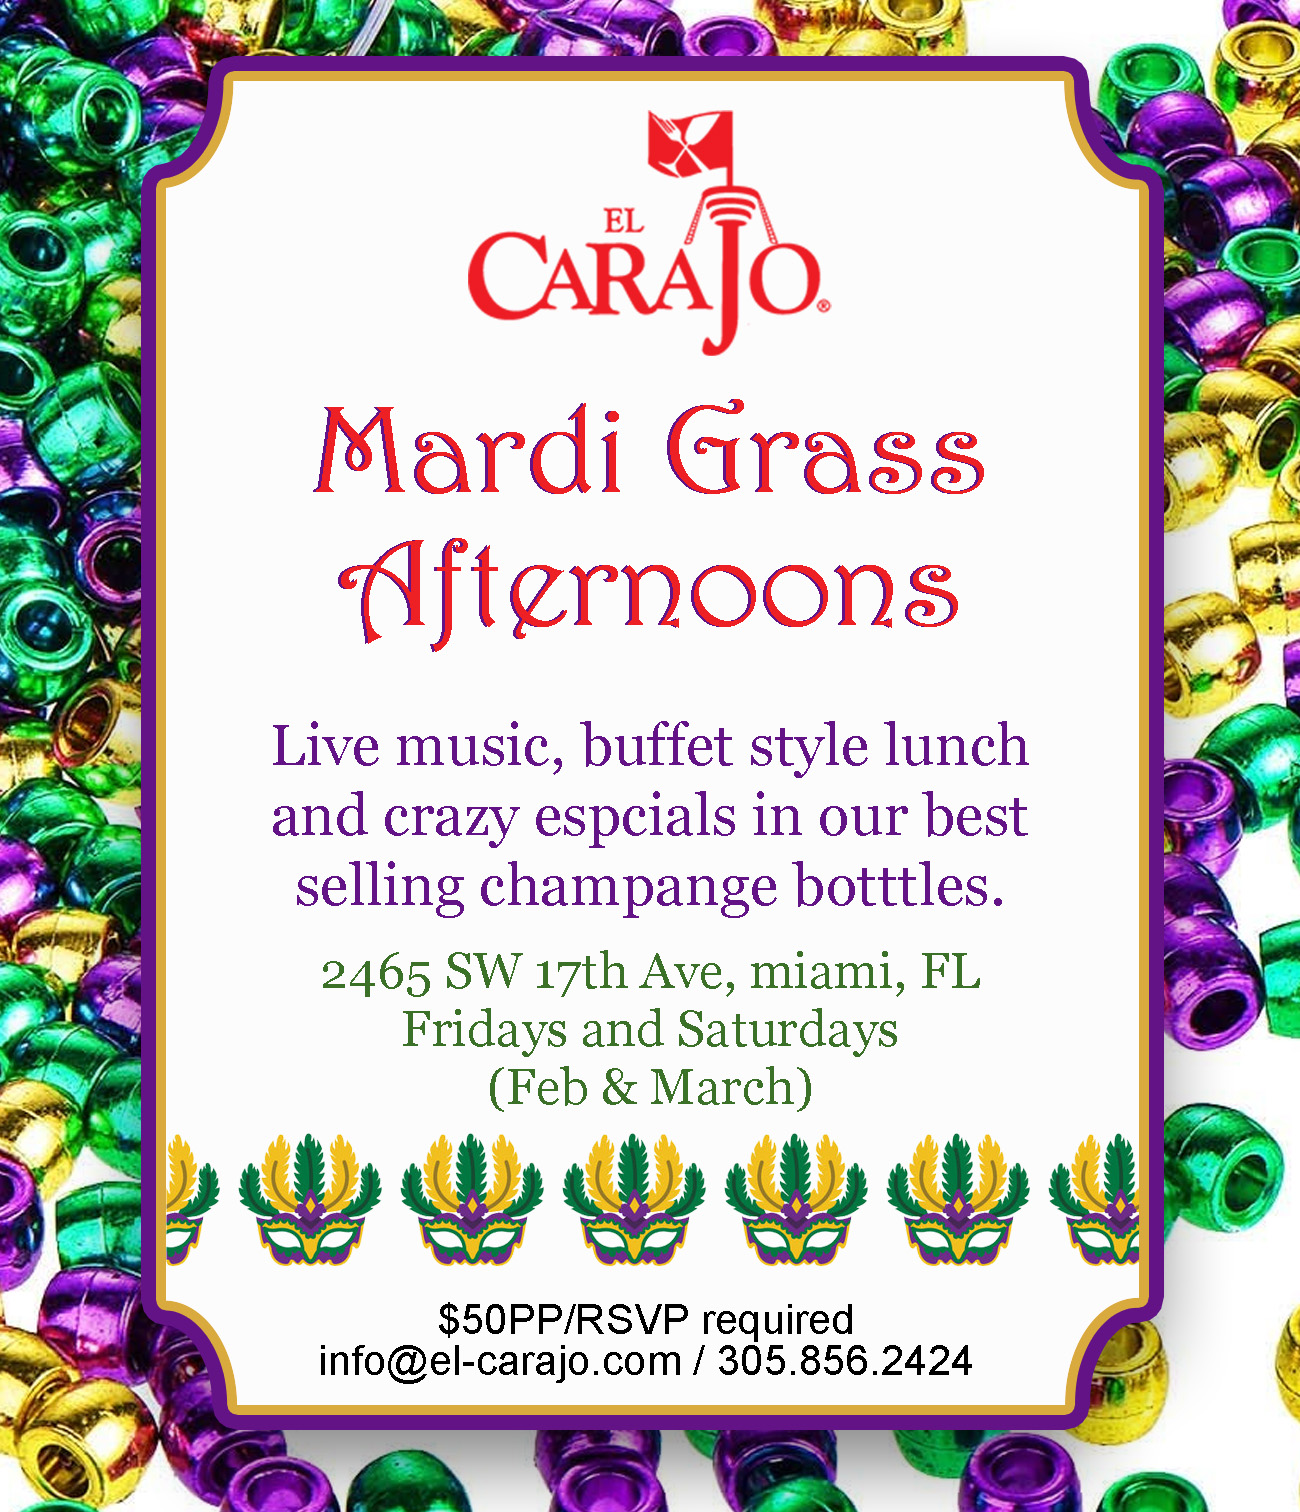 EL
CARAJO®
Mardi Grass
Afternoons
Live music, buffet style lunch
and crazy espcials in our best
selling champange botttles.
2465 SW 17th Ave, miami, FL
Fridays and Saturdays
(Feb & March)
$50PP/RSVP required
info@el-carajo.com / 305.856.2424